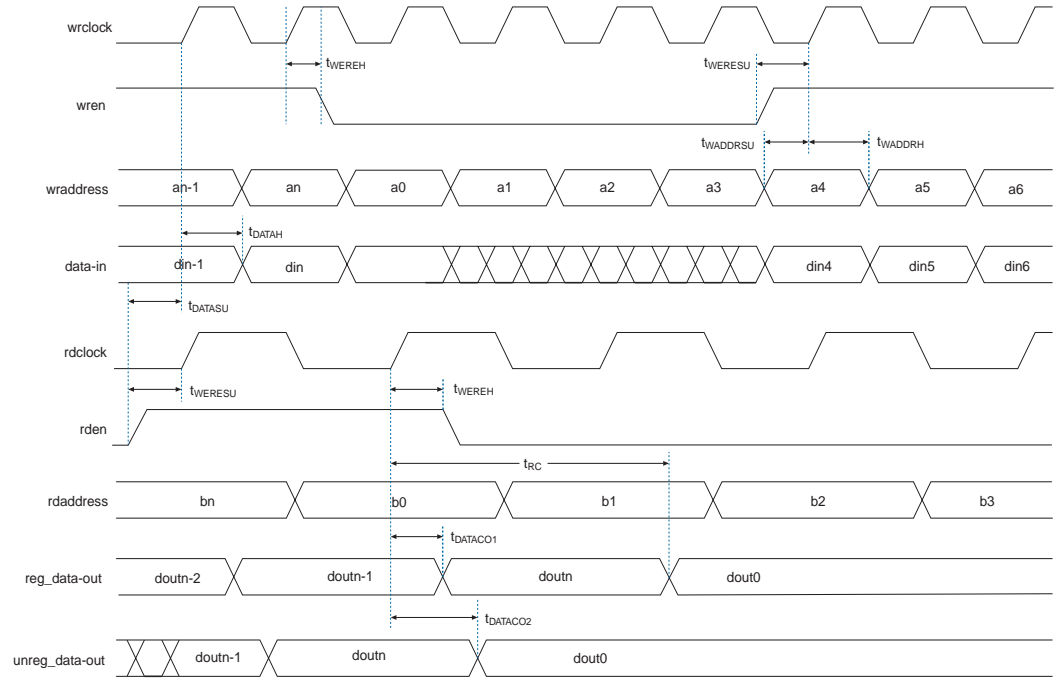 wrclock
tWEREH
tWERESU
wren
tWADDRSU
tWADDRH
wraddress an-1 an a0 a1 a2 a3 a4 a5 a6
tDATAH
data-in din-1 din din4 din5 din6
tDATASU
rdclock
tWERESU
tWEREH
rden
tRC
rdaddress bn b0 b1 b2 b3
tDATACO1
reg_data-out doutn-2 doutn-1 doutn dout0
tDATACO2
unreg_data-out doutn-1 doutn dout0